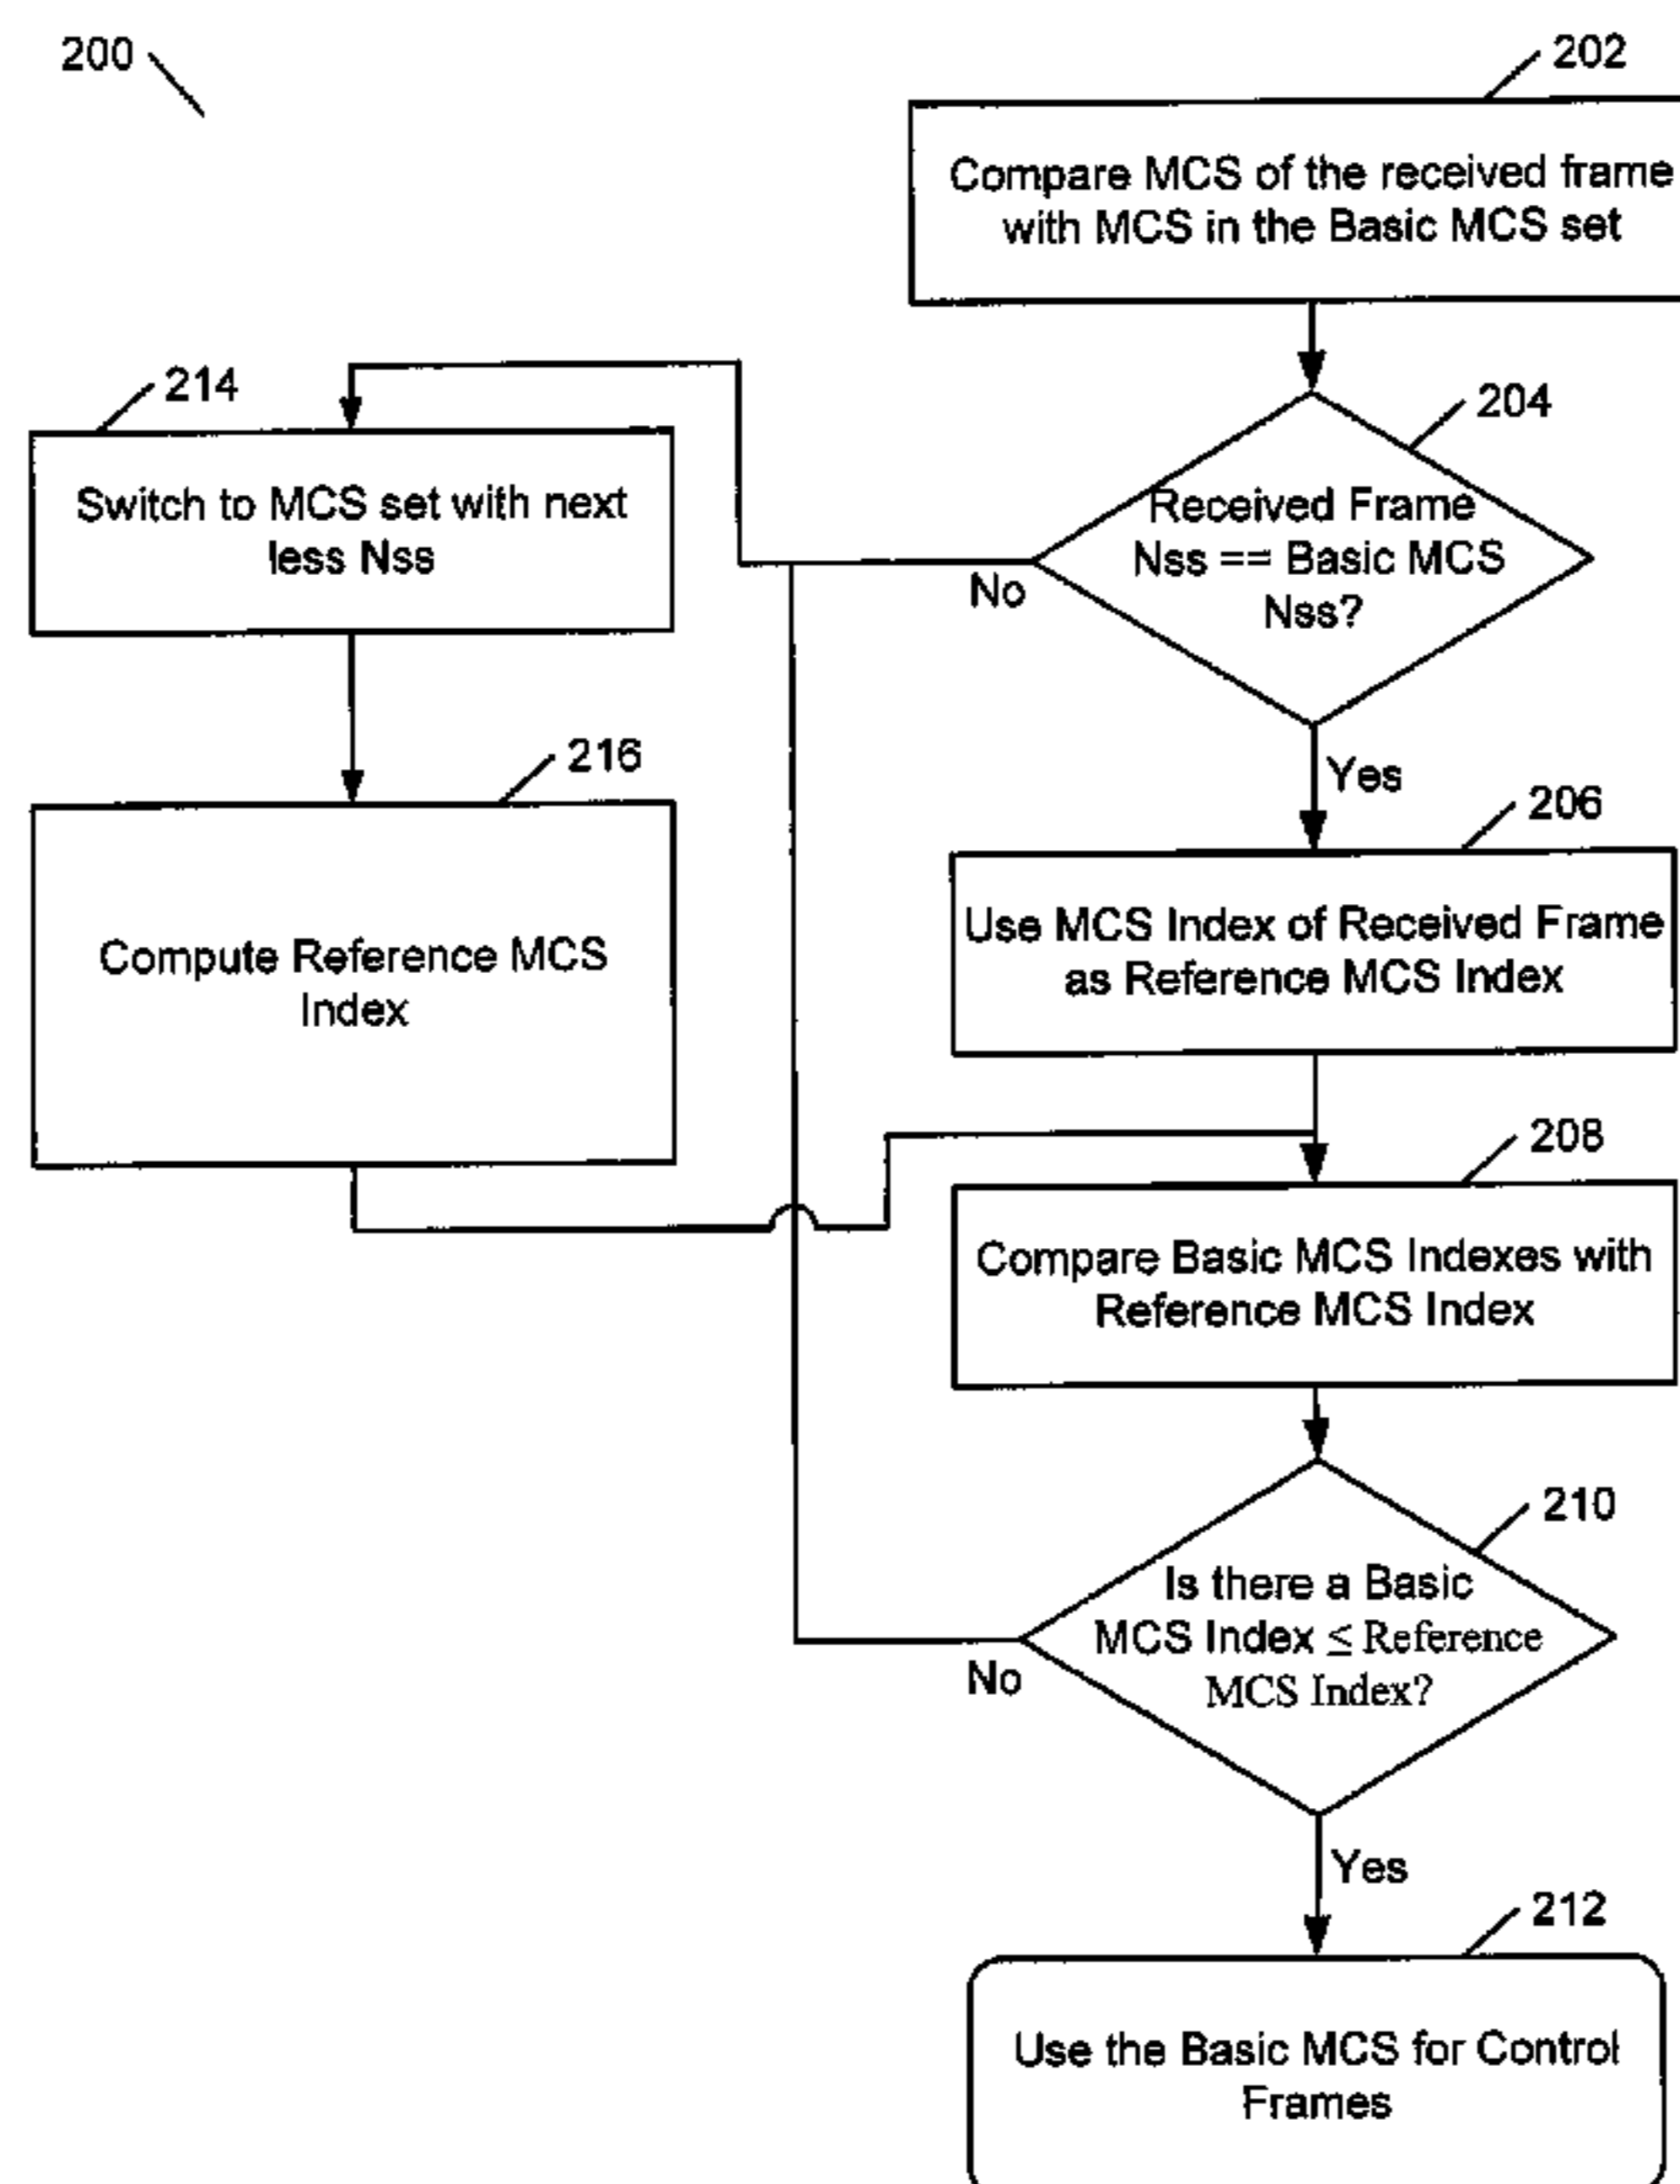 200
202
Compare MCS of the received frame
with MCS in the Basic MCS set
214
Switch to MCS set with next
less Nss
204
Received Frame
Nss == Basic MCS
Nss?
No
Yes
216
Compute Reference MCS
Index
206
Use MCS Index of Received Frame
as Reference MCS Index
208
Compare Basic MCS Indexes with
Reference MCS Index
210
Is there a Basic
MCS Index ≤ Reference
MCS Index?
No
Yes
212
Use the Basic MCS for Control
Frames